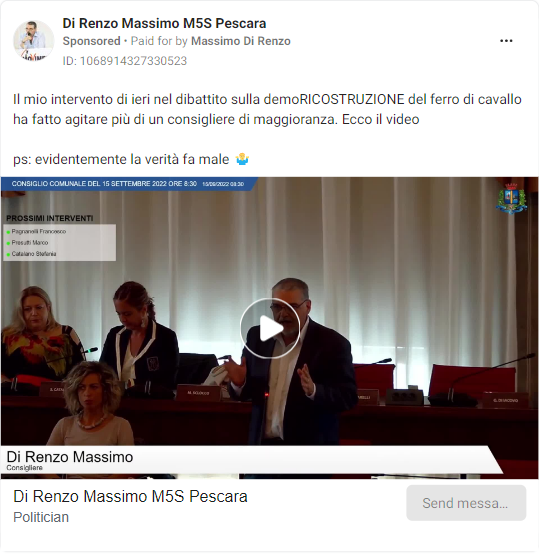 Di Renzo Massimo M5S Pescara
Sponsored • Paid for by Massimo Di Renzo
ID: 1068914327330523
Il mio intervento di ieri nel dibattito sulla demoRICOSTRUZIONE del ferro di cavallo
ha fatto agitare più di un consigliere di maggioranza. Ecco il video
ps: evidentemente la verità fa male 🤷
CONSIGLIO COMUNALE DEL 15 SETTEMBRE 2022 ORE 8:30
15/09/2022 09:30
PROSSIMI INTERVENTI
Pagnanelli Francesco
Presutti Marco
Catalano Stefania
Di Renzo Massimo
Consigliere
Di Renzo Massimo M5S Pescara
Politician
Send messa...